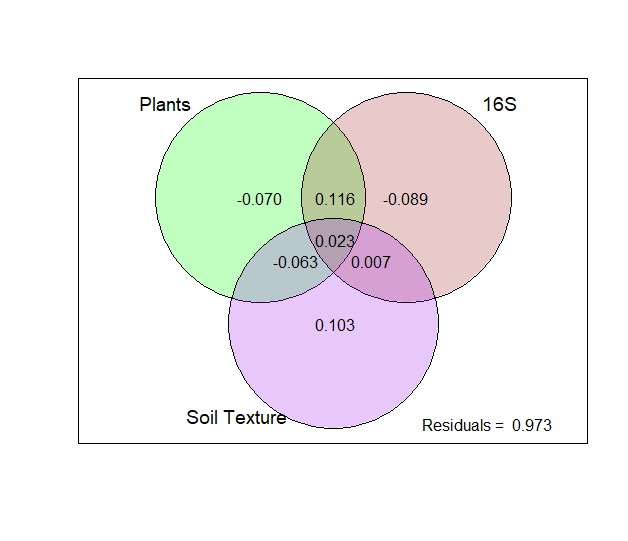 Plants
16S
-0.070
0.116
-0.089
0.023
-0.063
0.007
0.103
Soil Texture
Residuals = 0.973